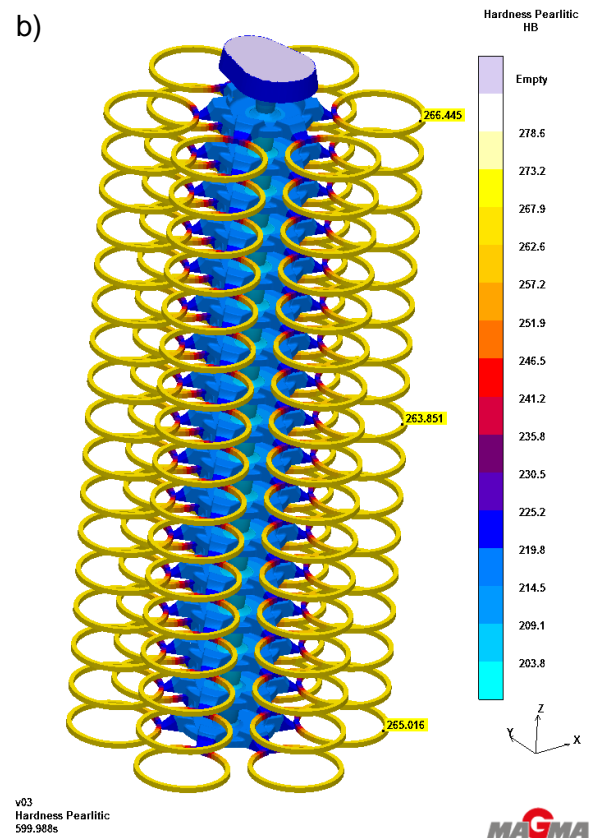 b)
Hardness Pearlitic
HB
Empty
278.6
273.2
267.9
262.6
257.2
251.9
246.5
241.2
235.8
230.5
225.2
219.8
214.5
209.1
203.8
266.445
263.851
265.016
Z
Y
X
v03
Hardness Pearlitic
599.988s
MAGMA